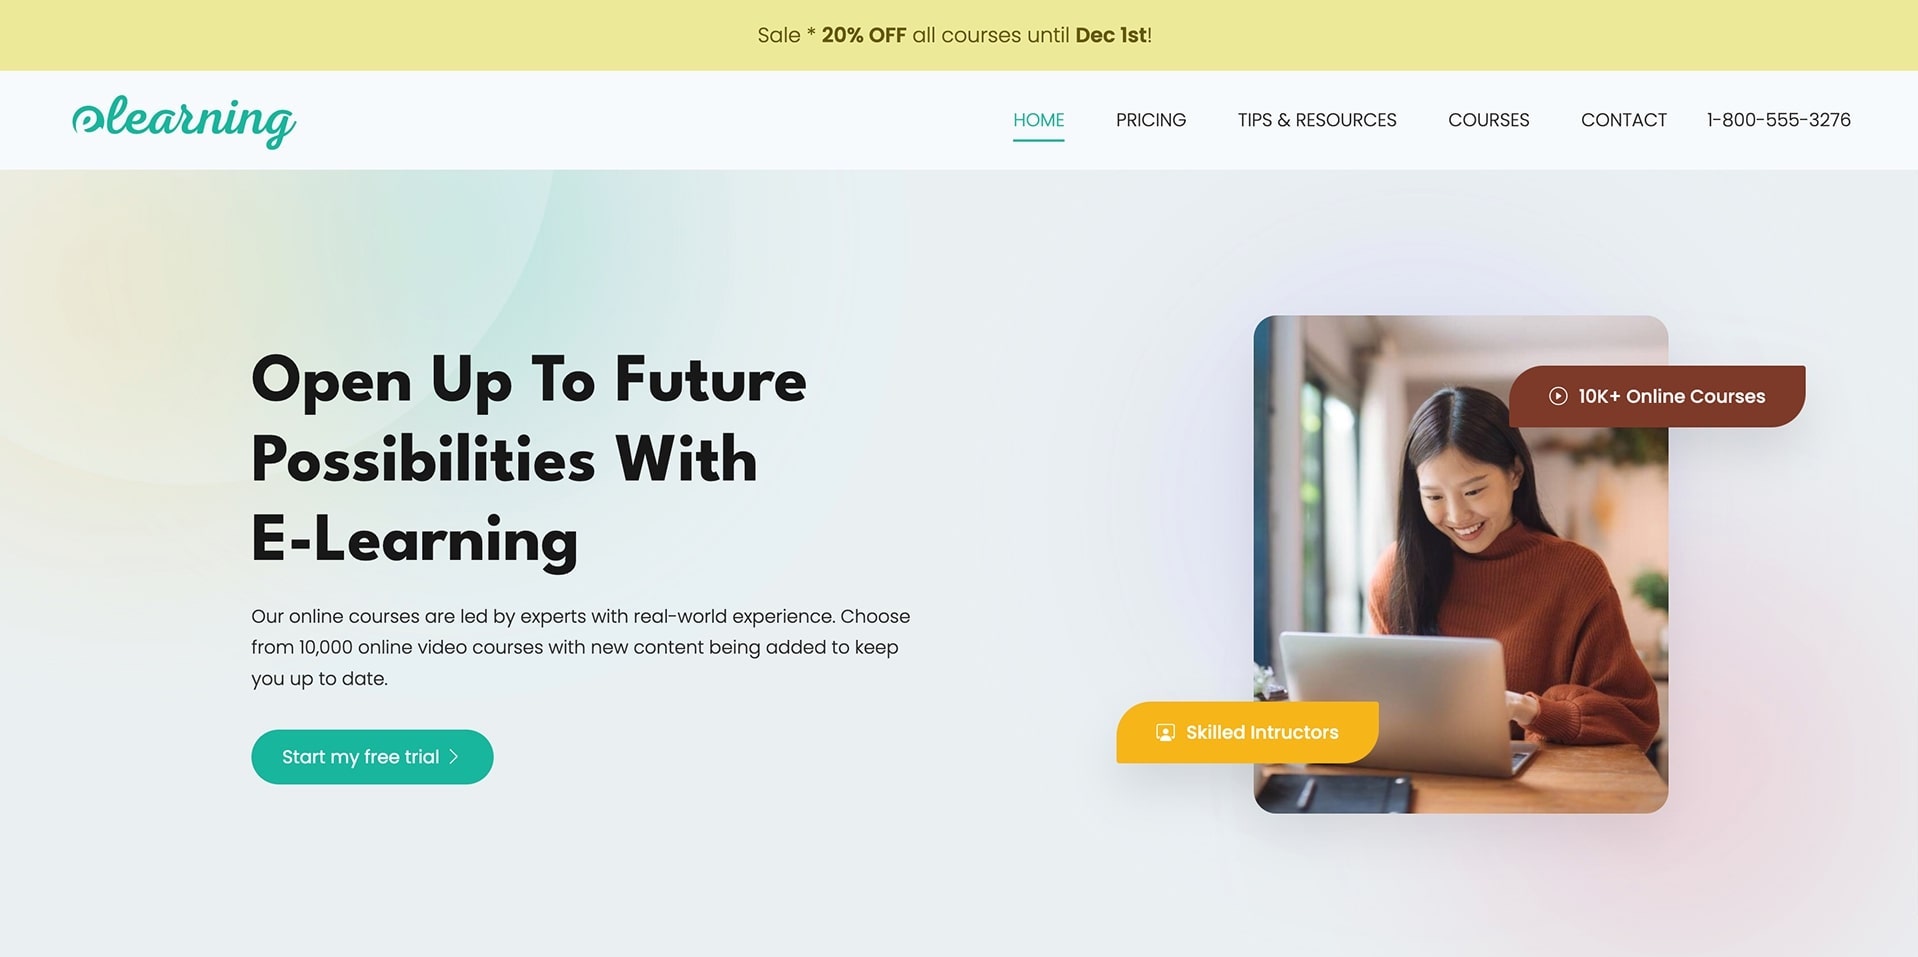 Sale * 20% OFF all courses until Dec 1st!
elearning
HOME PRICING TIPS & RESOURCES COURSES CONTACT 1-800-555-3276
Open Up To Future
Possibilities With
E-Learning
Our online courses are led by experts with real-world experience. Choose
from 10,000 online video courses with new content being added to keep
you up to date.
Start my free trial
10K+ Online Courses
Skilled Intructors